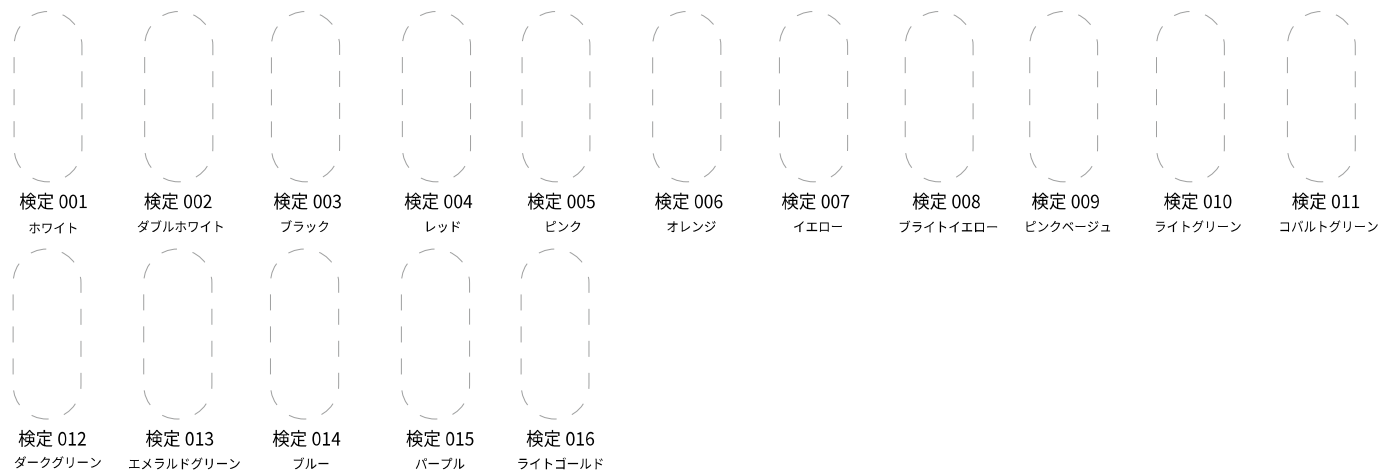 検定 001 検定 002 検定 003 検定 004 検定 005 検定 006 検定 007 検定 008 検定 009 検定 010 検定 011
ホワイト ダブルホワイト ブラック レッド ピンク オレンジ イエロー ブライトイエロー ピンクベージュ ライトグリーン コバルトグリーン
検定 012 検定 013 検定 014 検定 015 検定 016
ダークグリーン エメラルドグリーン ブルー パープル ライトゴールド